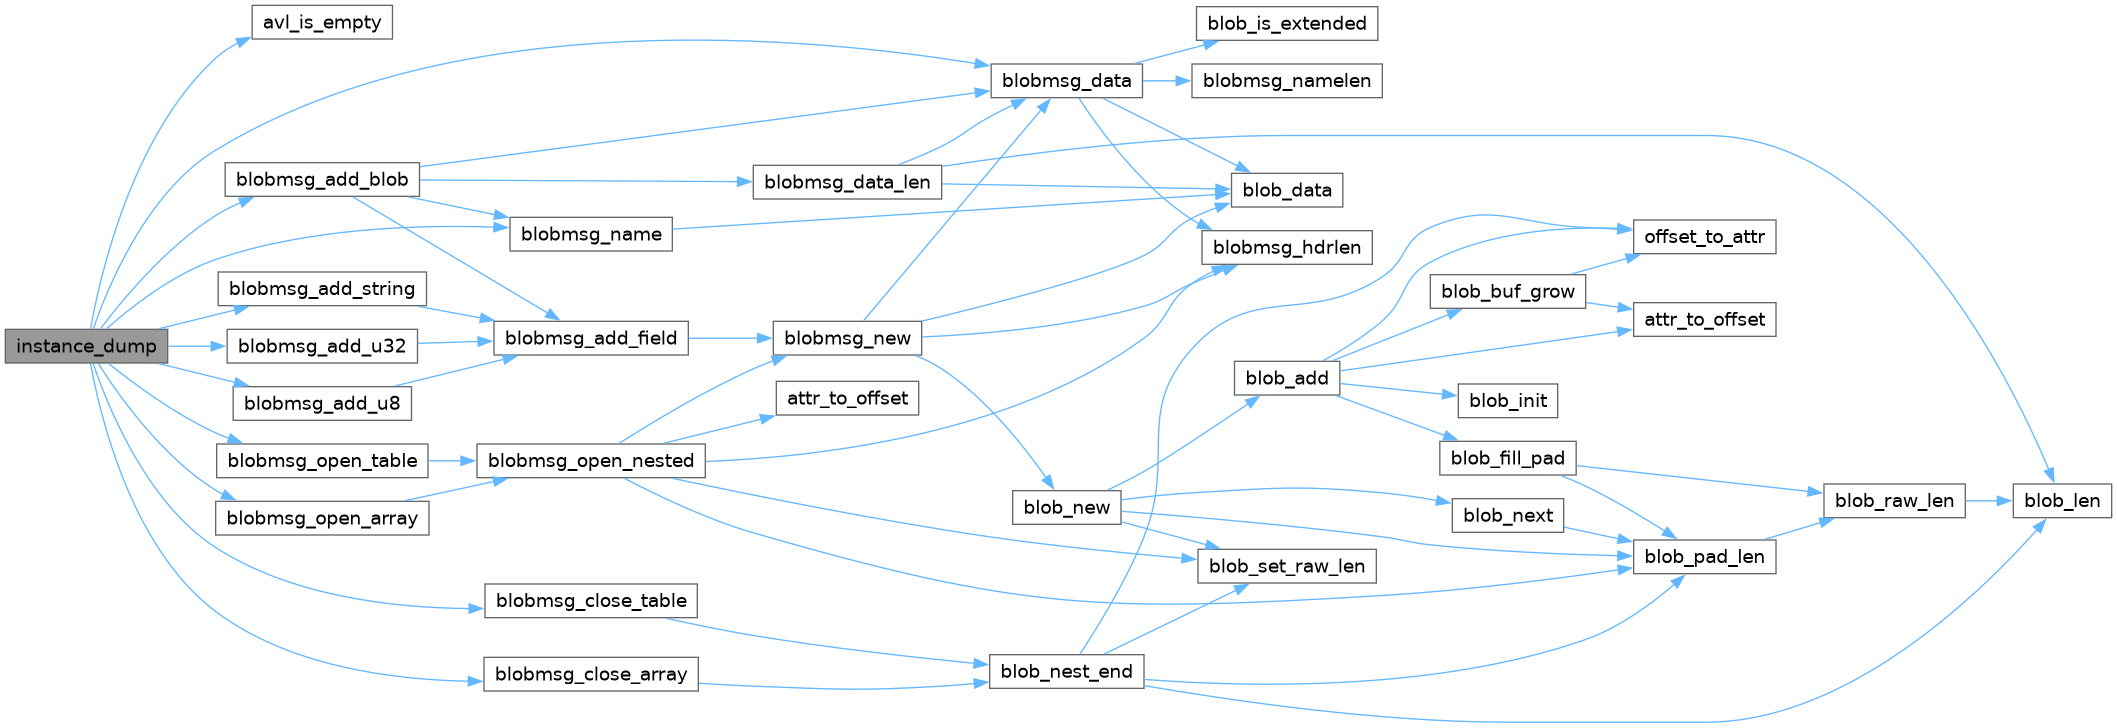 instance_dump
avl_is_empty
blobmsg_add_blob
blobmsg_add_string
blobmsg_add_u32
blobmsg_add_u8
blobmsg_open_table
blobmsg_open_array
blobmsg_name
blobmsg_add_field
blobmsg_open_nested
blobmsg_close_table
blobmsg_close_array
blobmsg_data_len
blobmsg_new
attr_to_offset
blobmsg_data
blob_new
blob_nest_end
blob_is_extended
blobmsg_namelen
blob_data
blobmsg_hdrlen
blob_add
blob_set_raw_len
blob_buf_grow
blob_init
blob_fill_pad
blob_next
offset_to_attr
attr_to_offset
blob_pad_len
blob_raw_len
blob_len